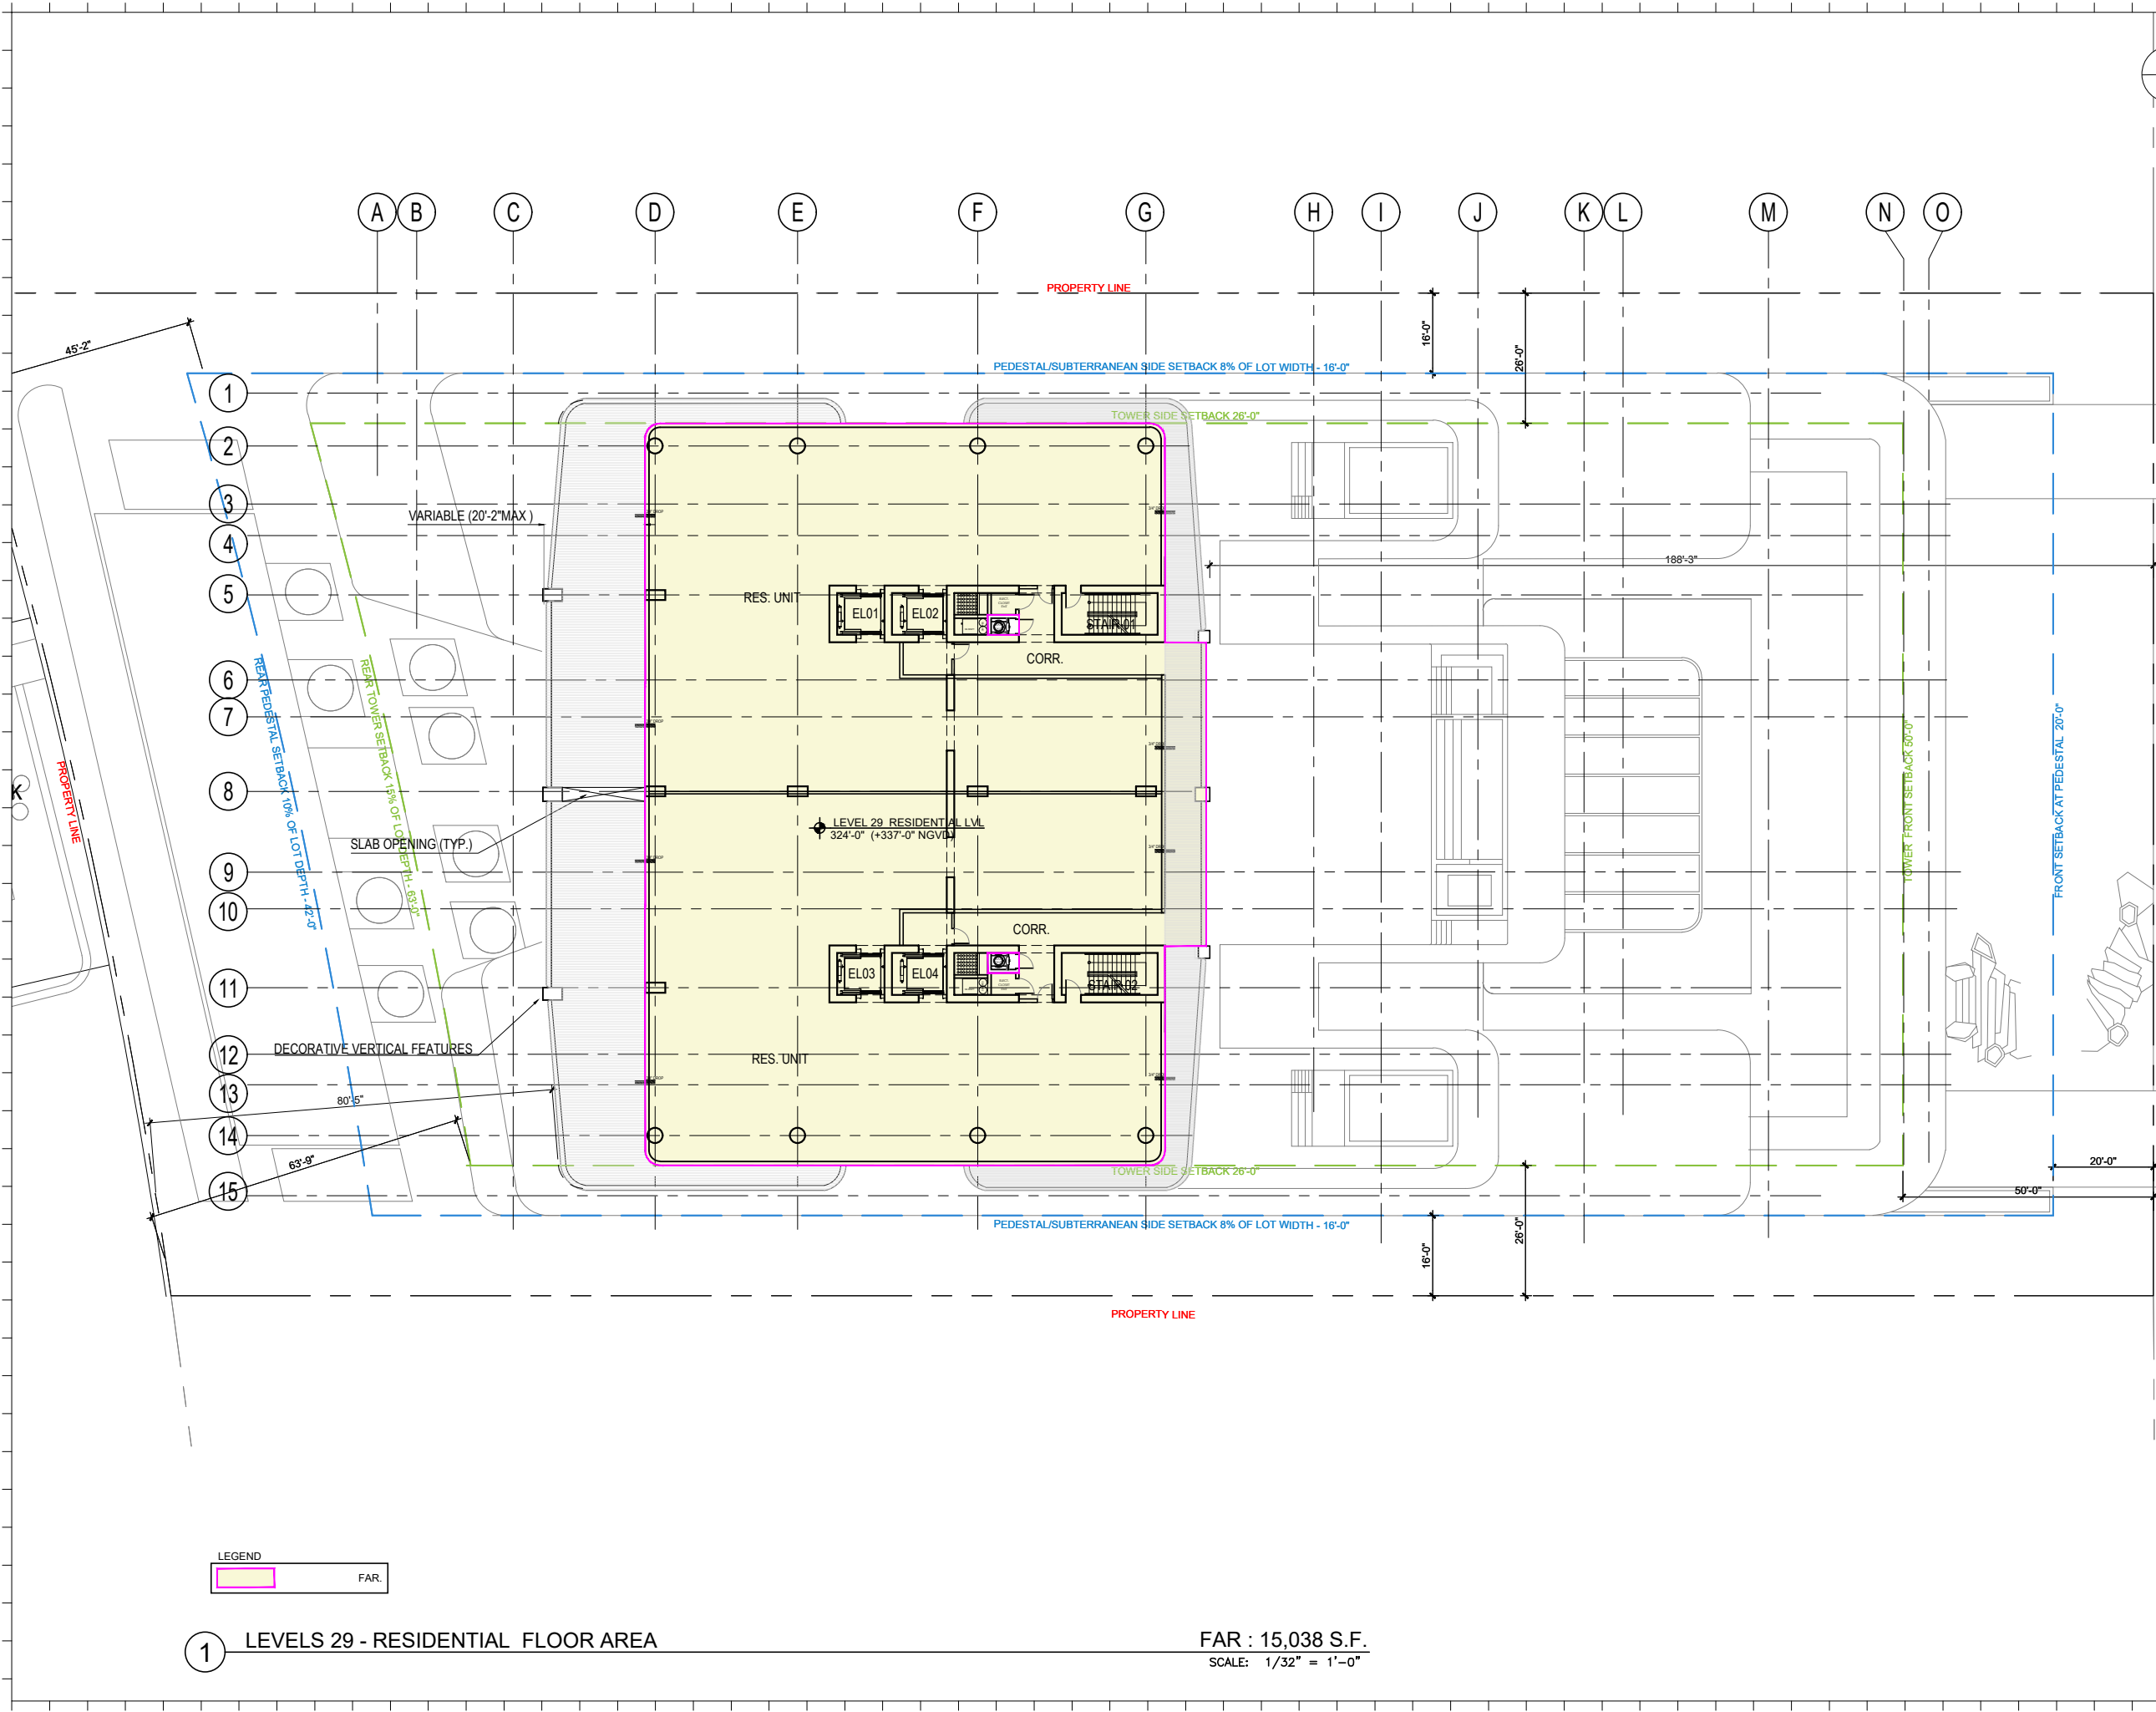 A B C D E F G H I J K L M N O
PROPERTY LINE
45'-2"
16'-0"
26'-0"
PEDESTAL/SUBTERRANEAN SIDE SETBACK 8% OF LOT WIDTH - 16'-0"
1
TOWER SIDE SETBACK 26'-0"
2
3
VARIABLE (20'-2"MAX )
4
188'-3"
5
RES. UNIT
EL01
EL02
STAIR 01
CORR.
6
7
REAR PEDESTAL SETBACK 10% OF LOT DEPTH - 42'-0"
REAR TOWER SETBACK 15% OF LOT DEPTH - 63'-0"
TOWER FRONT SETBACK 50'-0"
FRONT SETBACK AT PEDESTAL 20'-0"
PROPERTY LINE
K
8
LEVEL 29 RESIDENTIAL LVL
324'-0" (+337'-0" NGVD)
SLAB OPENING (TYP.)
9
10
CORR.
EL03
EL04
STAIR 02
11
DECORATIVE VERTICAL FEATURES
12
RES. UNIT
13
80'-5"
14
63'-9"
TOWER SIDE SETBACK 26'-0"
20'-0"
15
50'-0"
PEDESTAL/SUBTERRANEAN SIDE SETBACK 8% OF LOT WIDTH - 16'-0"
16'-0"
26'-0"
PROPERTY LINE
LEGEND
FAR.
1 LEVELS 29 - RESIDENTIAL FLOOR AREA
FAR : 15,038 S.F.
SCALE: 1/32" = 1'-0"